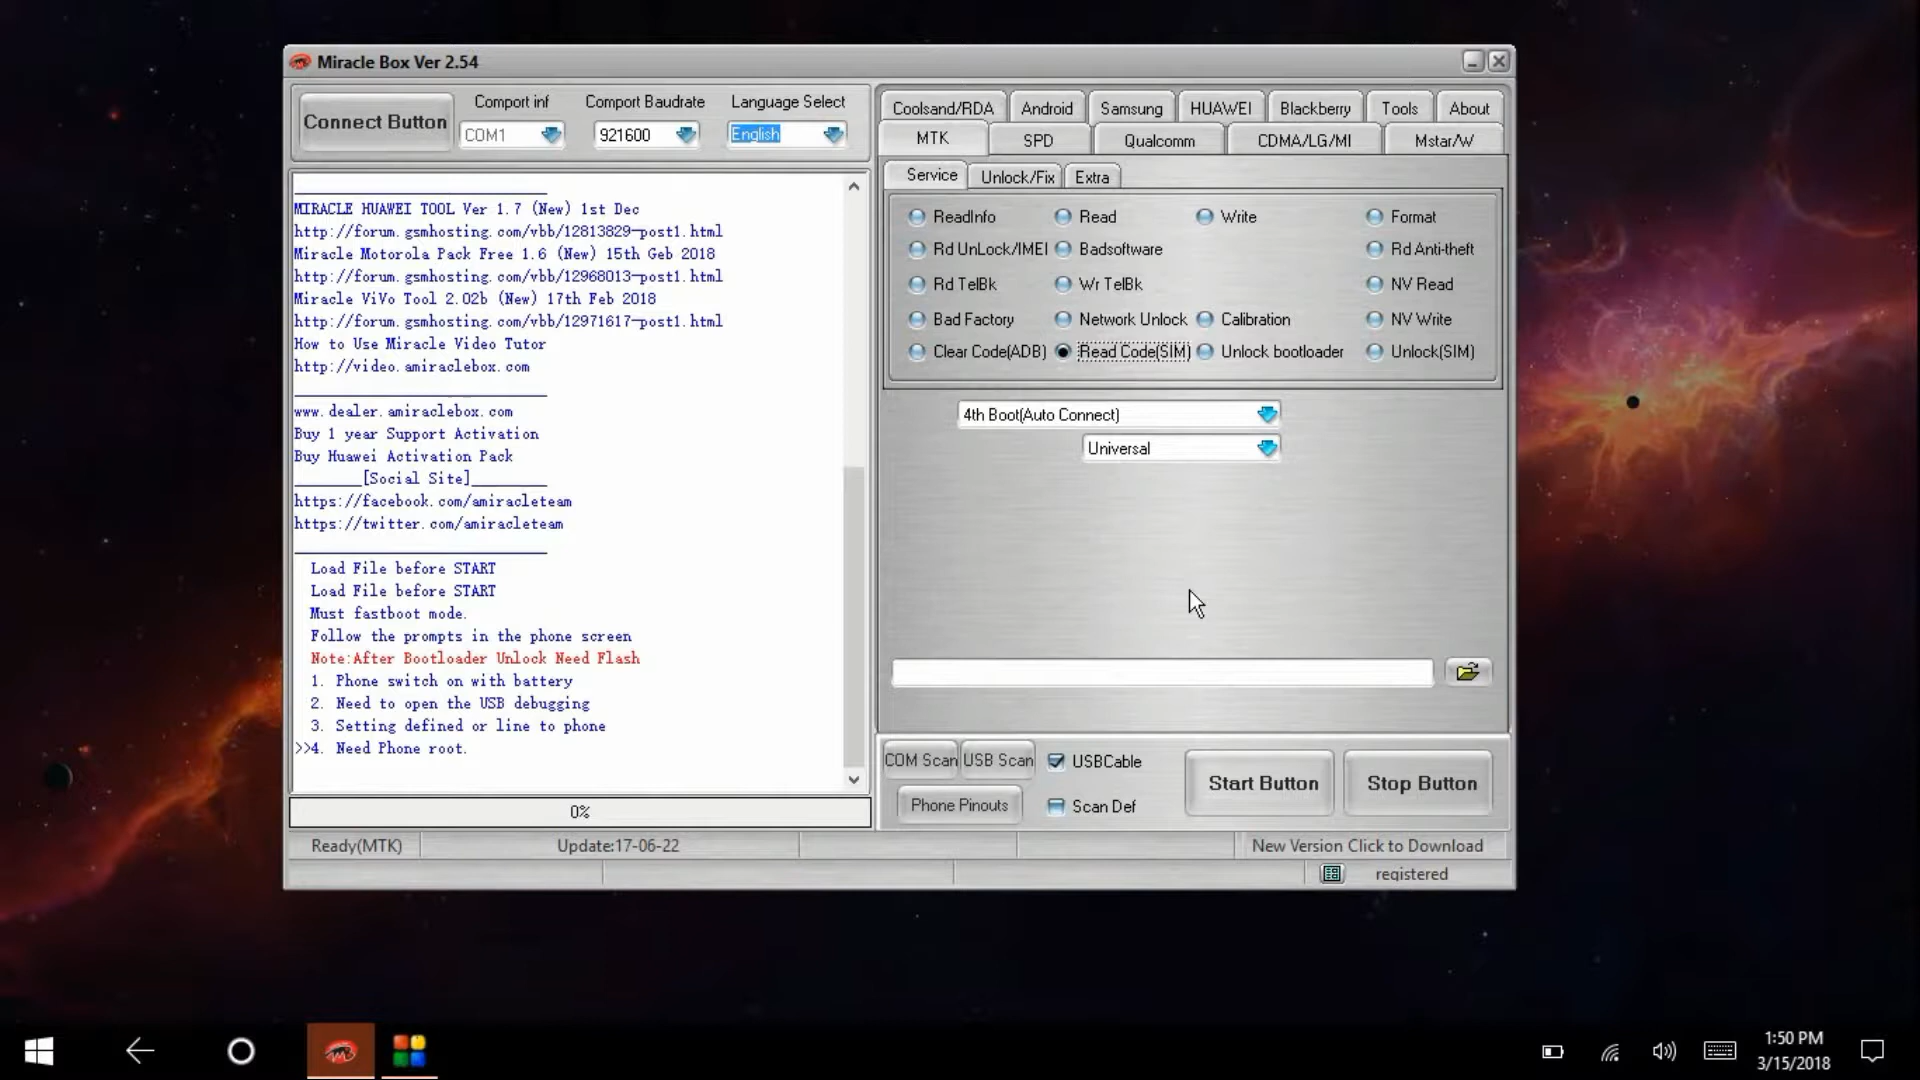 Miracle Box Ver 2.54
Connect Button
Comport inf
COM1
Comport Baudrate
921600
Language Select
English
MIRACLE HUAWEI TOOL Ver 1.7 (New) 1st Dec
http://forum.gsmhosting.com/vbb/12813829-post1.html
Miracle Motorola Pack Free 1.6 (New) 15th Geb 2018
http://forum.gsmhosting.com/vbb/12968013-post1.html
Miracle ViVo Tool 2.02b (New) 17th Feb 2018
http://forum.gsmhosting.com/vbb/12971617-post1.html
How to Use Miracle Video Tutor
http://video.amiraclebox.com
www.dealer.amiraclebox.com
Buy 1 year Support Activation
Buy Huawei Activation Pack
________[Social Site]_________
https://facebook.com/amiracleteam
https://twitter.com/amiracleteam
Load File before START
Load File before START
Must fastboot mode.
Follow the prompts in the phone screen
Note:After Bootloader Unlock Need Flash
1. Phone switch on with battery
2. Need to open the USB debugging
3. Setting defined or line to phone
>>4. Need Phone root.
0%
Coolsand/RDA Android Samsung HUAWEI Blackberry Tools About
MTK SPD Qualcomm CDMA/LG/MI Mstar/W
Service Unlock/Fix Extra
ReadInfo Read Write Format
Rd UnLock/IMEI Badsoftware Rd Anti-theft
Rd TelBk Wr TelBk NV Read
Bad Factory Network Unlock Calibration NV Write
Clear Code(ADB) Read Code(SIM) Unlock bootloader Unlock(SIM)
4th Boot(Auto Connect)
Universal
COM Scan USB Scan USBCable
Phone Pinouts Scan Def
Start Button Stop Button
Ready(MTK) Update:17-06-22 New Version Click to Download
registered
1:50 PM
3/15/2018